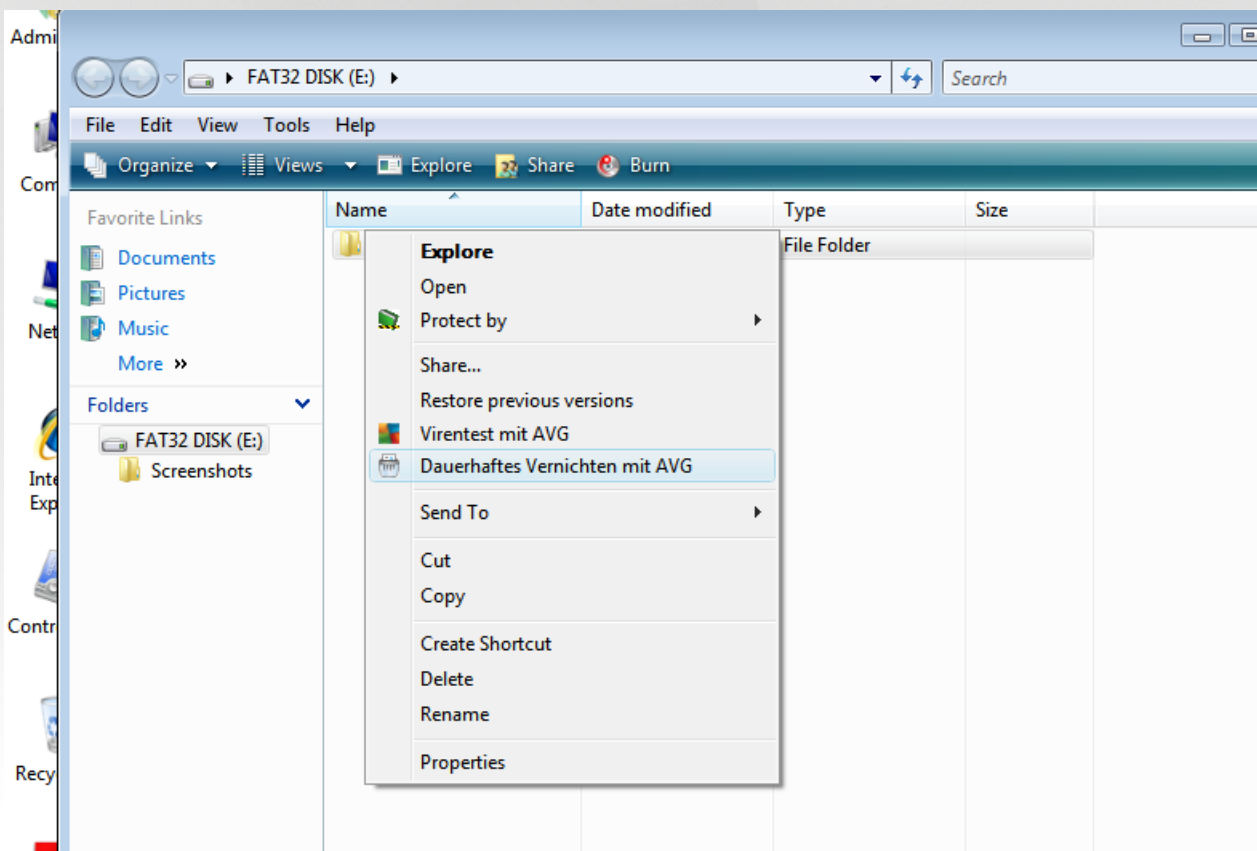 Admi
FAT32 DISK (E:)
Search
File Edit View Tools Help
Organize Views Explore Share Burn
Com
Favorite Links
Name Date modified Type Size
Documents
File Folder
Pictures
Music
More »
Net
Folders
FAT32 DISK (E:)
Screenshots
Inte
Exp
Contr
Recy
Explore
Open
Protect by
Share...
Restore previous versions
Virentest mit AVG
Dauerhaftes Vernichten mit AVG
Send To
Cut
Copy
Create Shortcut
Delete
Rename
Properties